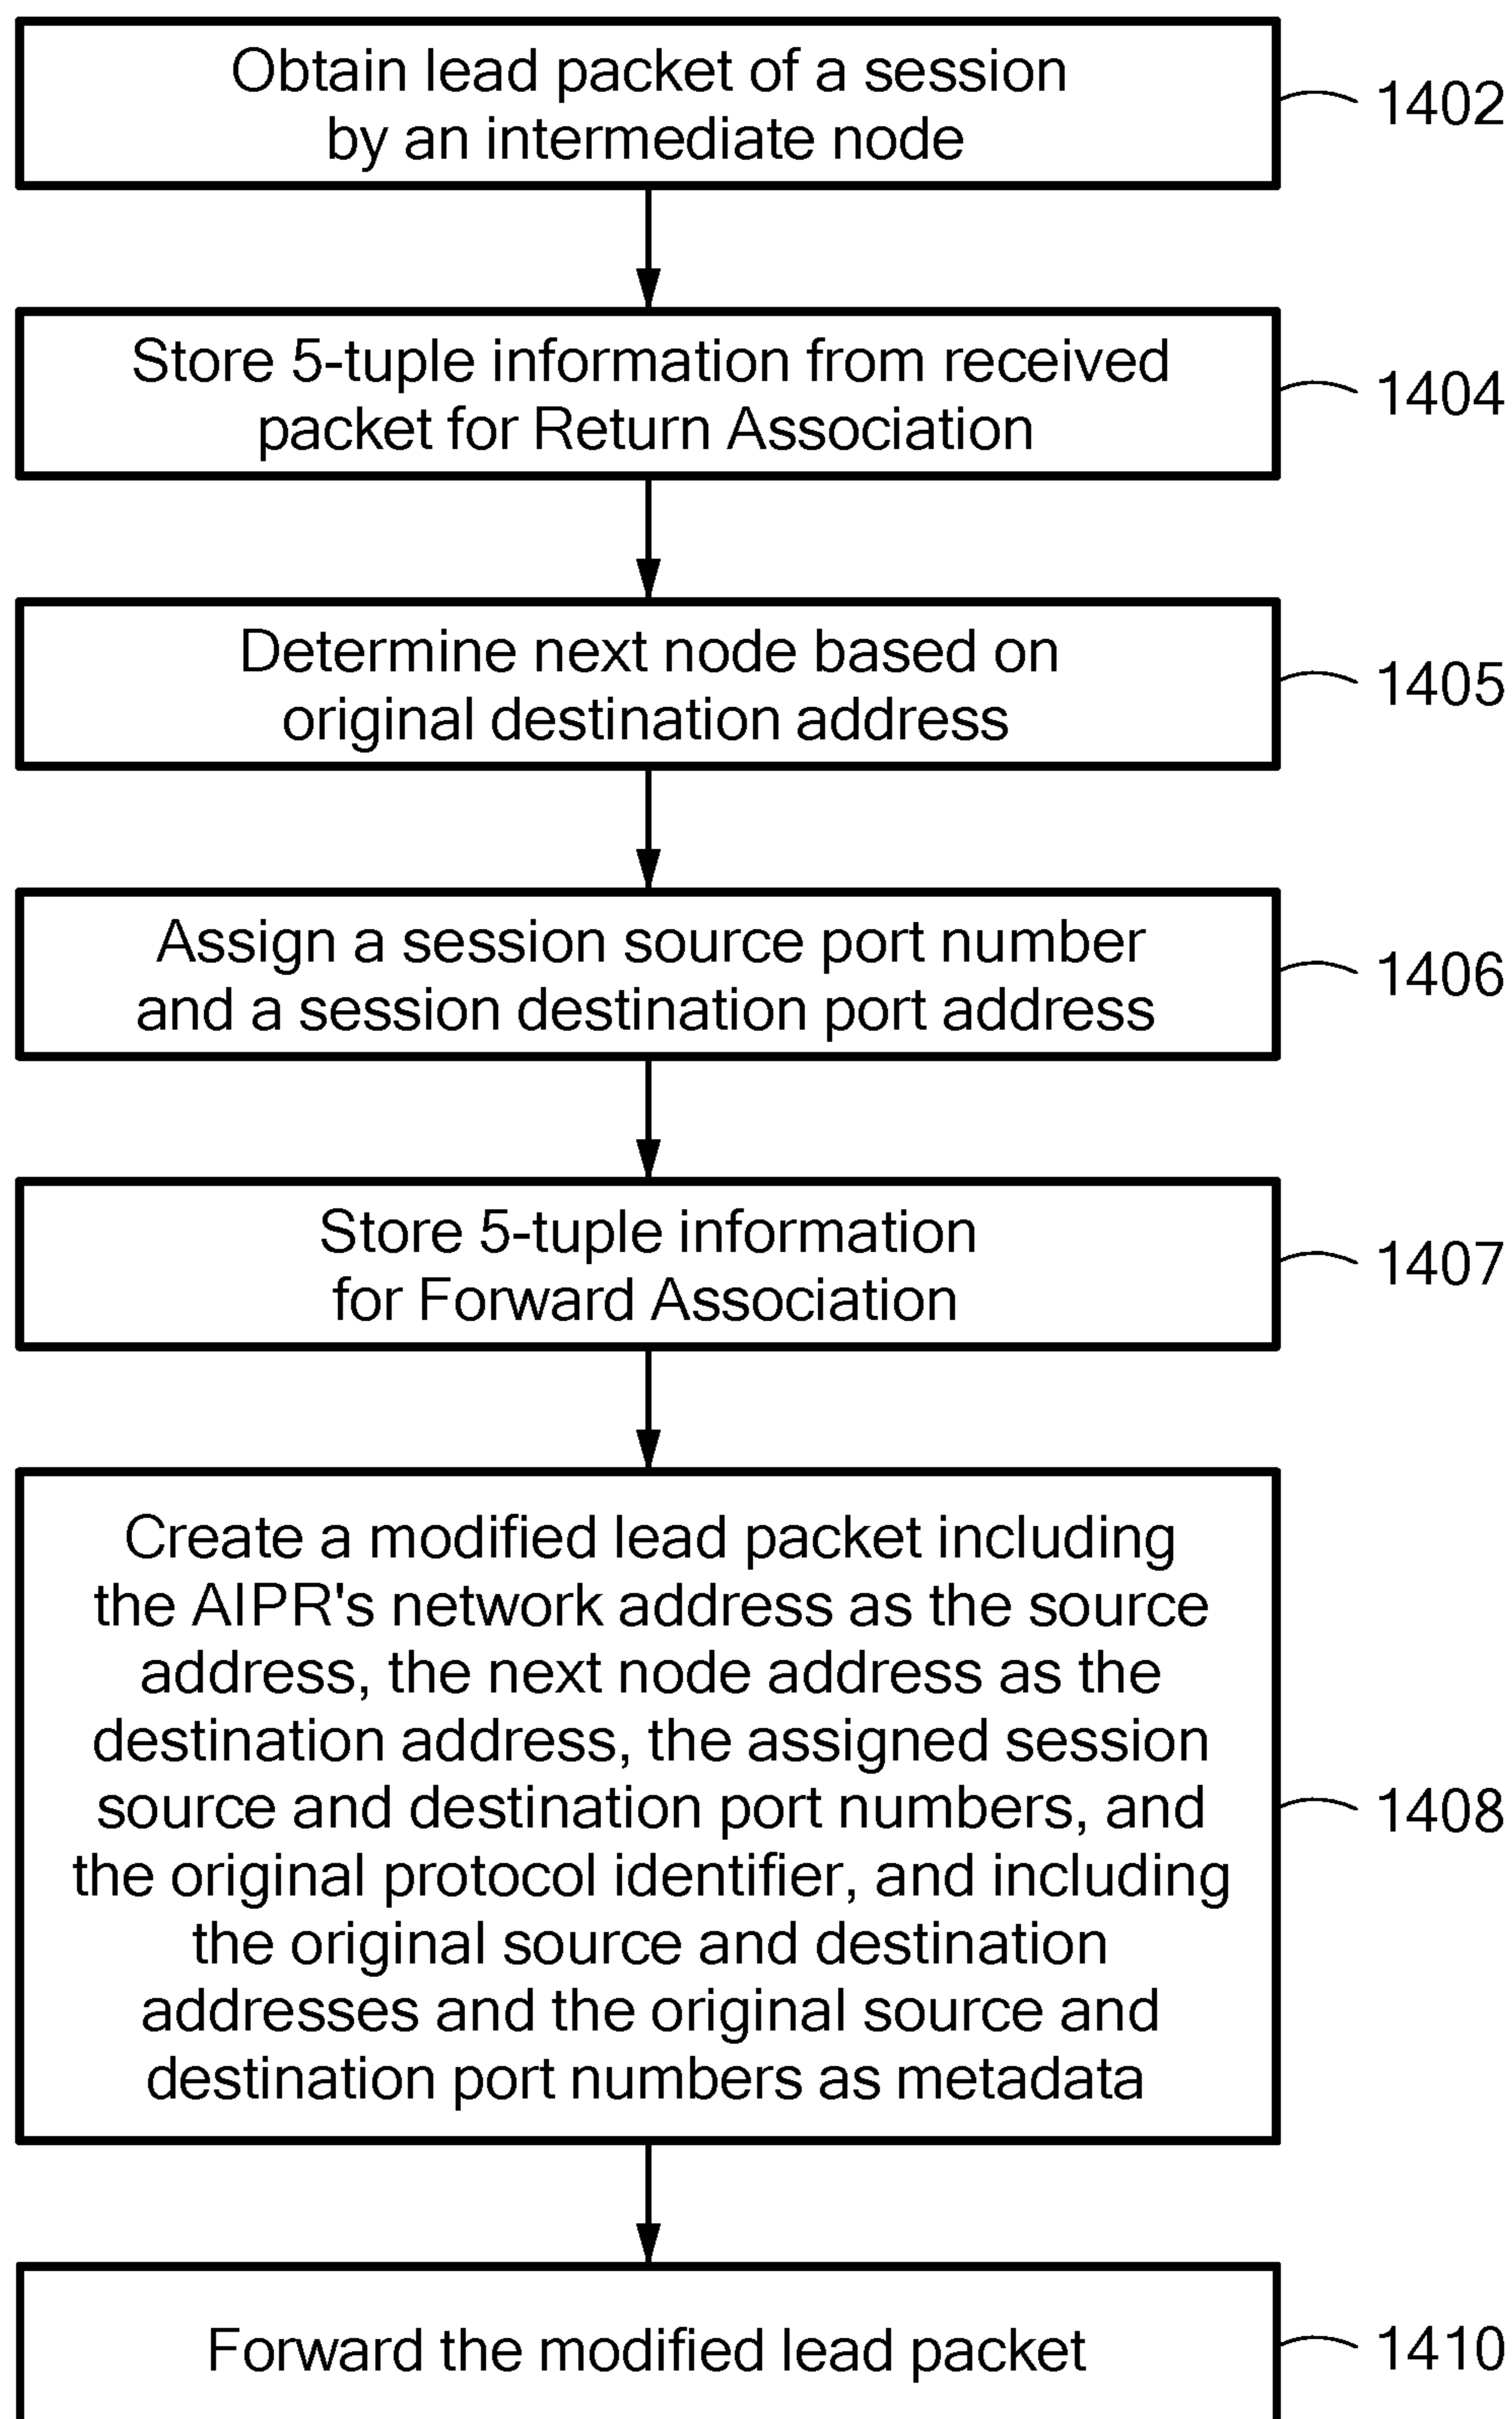 Obtain lead packet of a session
by an intermediate node
1402
Store 5-tuple information from received
packet for Return Association
1404
Determine next node based on
original destination address
1405
Assign a session source port number
and a session destination port address
1406
Store 5-tuple information
for Forward Association
1407
Create a modified lead packet including
the AIPR's network address as the source
address, the next node address as the
destination address, the assigned session
source and destination port numbers, and
the original protocol identifier, and including
the original source and destination
addresses and the original source and
destination port numbers as metadata
1408
Forward the modified lead packet
1410